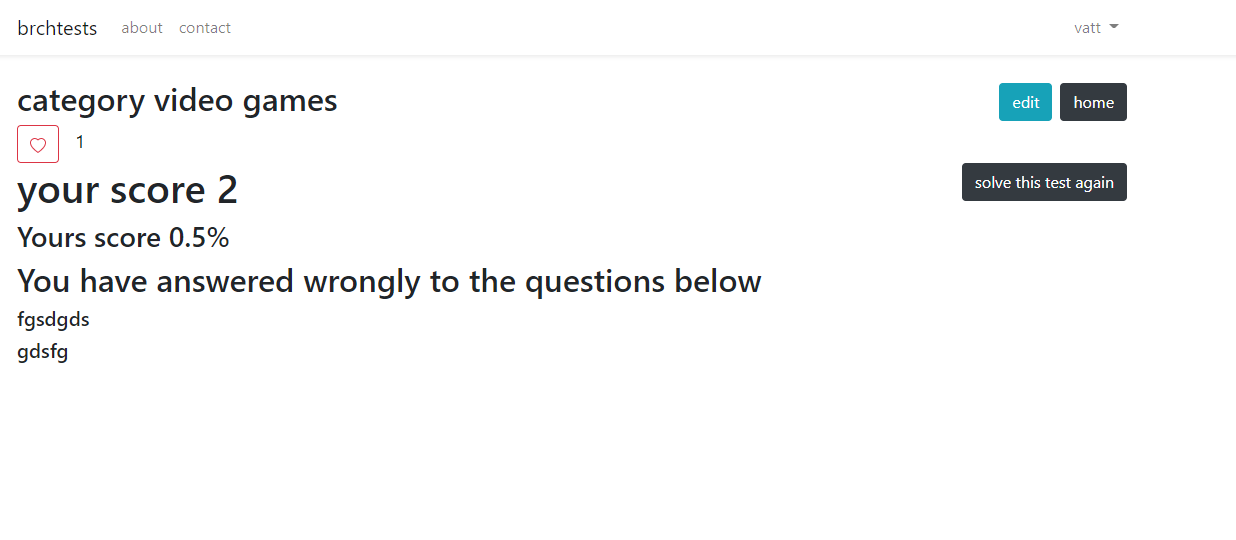 brchtests about contact vatt
category video games edit home
1
your score 2 solve this test again
Yours score 0.5%
You have answered wrongly to the questions below
fgsdgds
gdsfg